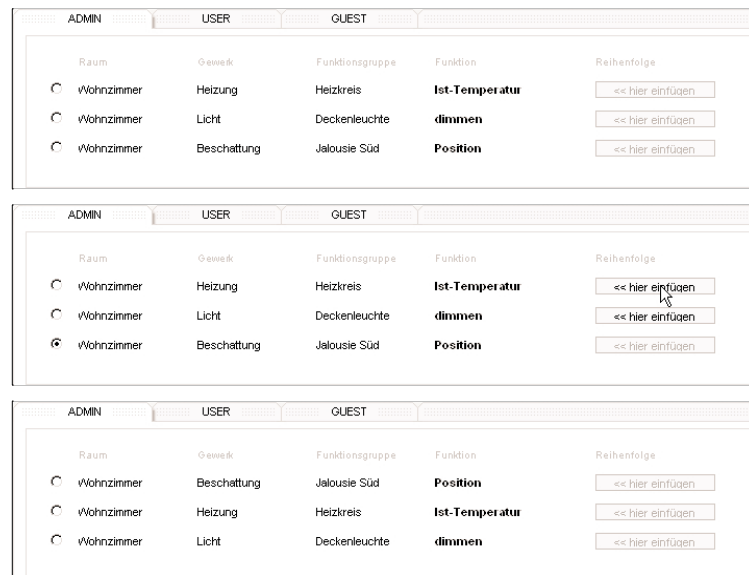 ADMIN USER GUEST
Raum Gewerk Funktionsgruppe Funktion Reihenfolge
Wohnzimmer Heizung Heizkreis Ist-Temperatur << hier einfügen
Wohnzimmer Licht Deckenleuchte dimmen << hier einfügen
Wohnzimmer Beschattung Jalousie Süd Position << hier einfügen
ADMIN USER GUEST
Raum Gewerk Funktionsgruppe Funktion Reihenfolge
Wohnzimmer Heizung Heizkreis Ist-Temperatur << hier einfügen
Wohnzimmer Licht Deckenleuchte dimmen << hier einfügen
Wohnzimmer Beschattung Jalousie Süd Position << hier einfügen
ADMIN USER GUEST
Raum Gewerk Funktionsgruppe Funktion Reihenfolge
Wohnzimmer Beschattung Jalousie Süd Position << hier einfügen
Wohnzimmer Heizung Heizkreis Ist-Temperatur << hier einfügen
Wohnzimmer Licht Deckenleuchte dimmen << hier einfügen